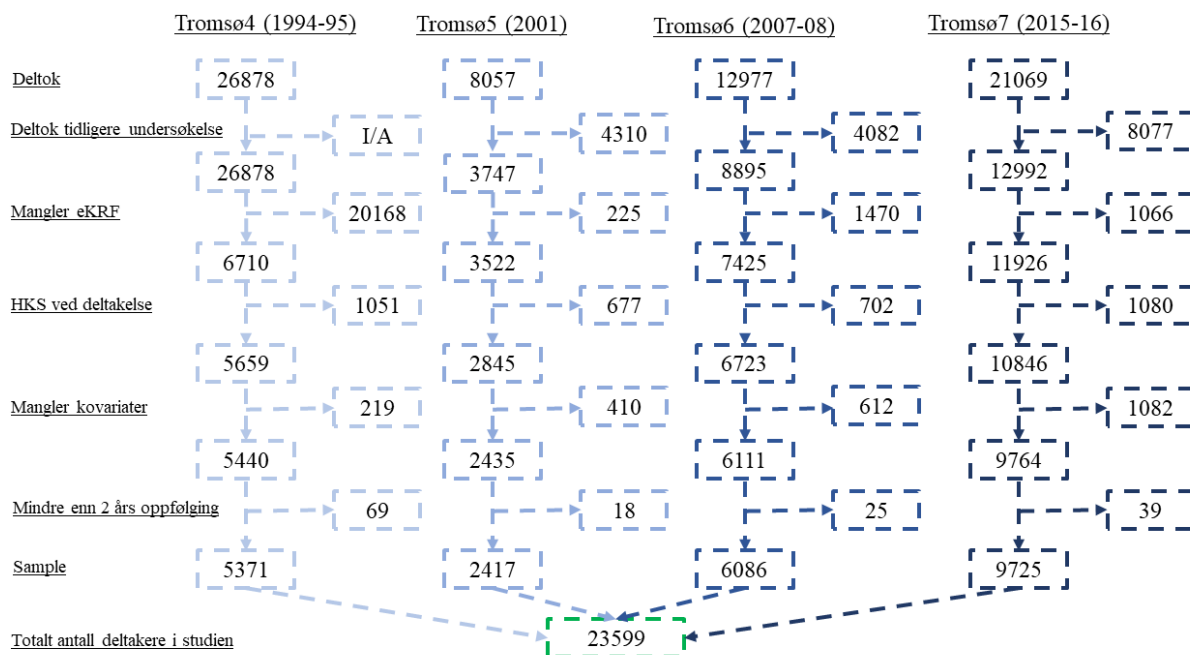 Tromsø4 (1994-95) Tromsø5 (2001) Tromsø6 (2007-08) Tromsø7 (2015-16)
Deltok 26878 8057 12977 21069
Deltok tidligere undersøkelse I/A 4310 4082 8077
26878 3747 8895 12992
Mangler eKRF 20168 225 1470 1066
6710 3522 7425 11926
HKS ved deltakelse 1051 677 702 1080
5659 2845 6723 10846
Mangler kovariater 219 410 612 1082
5440 2435 6111 9764
Mindre enn 2 års oppfølging 69 18 25 39
Sample 5371 2417 6086 9725
Totalt antall deltakere i studien 23599